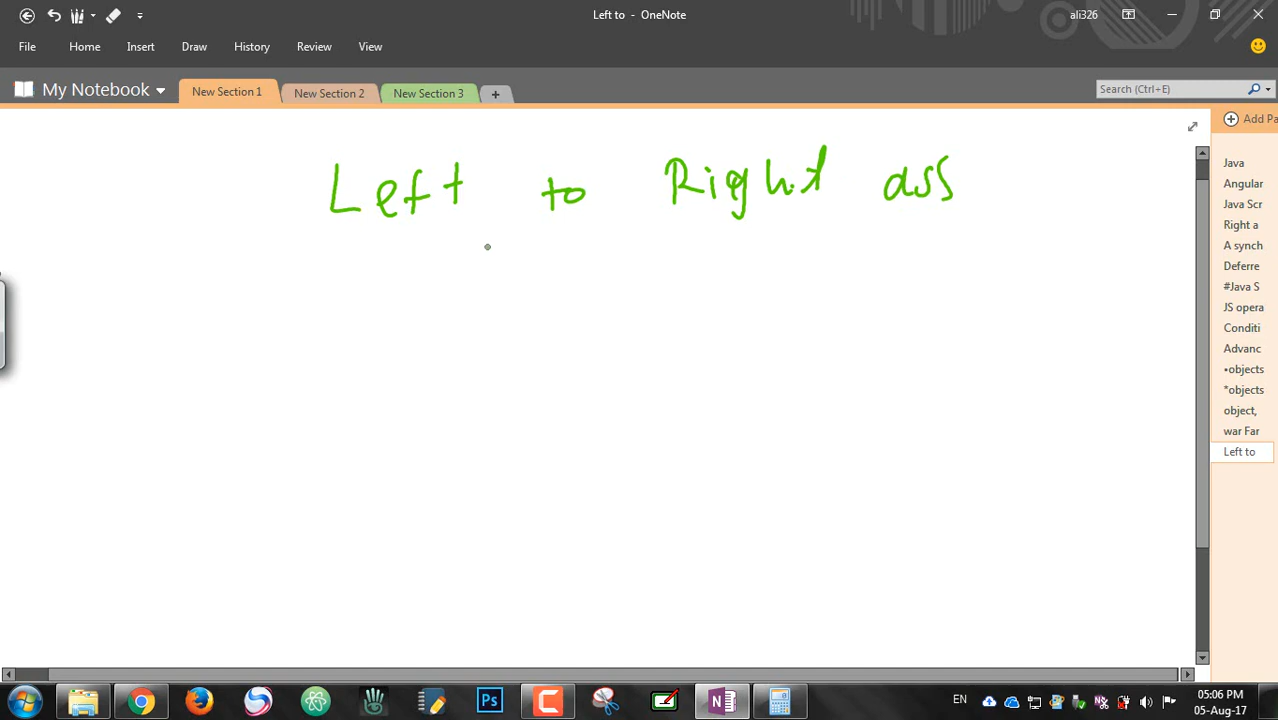 Left to - OneNote
ali326
File Home Insert Draw History Review View
My Notebook New Section 1 New Section 2 New Section 3 + Search (Ctrl+E)
Add Pa
Left to Right ass
Java
Angular
Java Scr
Right a
A synch
Deferre
#Java S
JS opera
Conditi
Advanc
•objects
*objects
object,
war Far
Left to
Ps
N
EN
05:06 PM
05-Aug-17